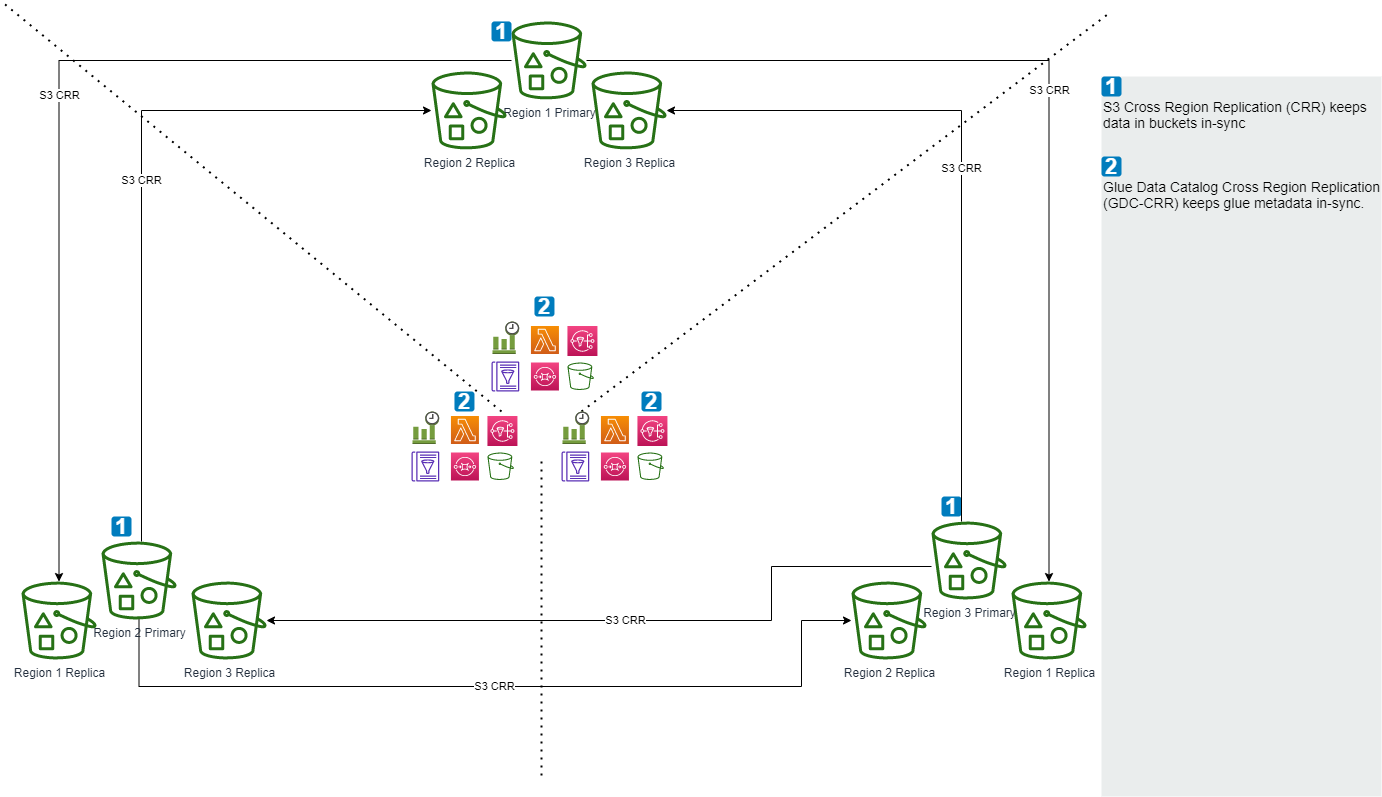 1
Region 1 Primary
Region 2 Replica
Region 3 Replica
S3 CRR
S3 CRR
S3 CRR
S3 CRR
2
2
2
1
Region 2 Primary
Region 1 Replica
Region 3 Replica
1
Region 3 Primary
Region 2 Replica
Region 1 Replica
S3 CRR
S3 CRR
1
S3 Cross Region Replication (CRR) keeps
data in buckets in-sync
2
Glue Data Catalog Cross Region Replication
(GDC-CRR) keeps glue metadata in-sync.